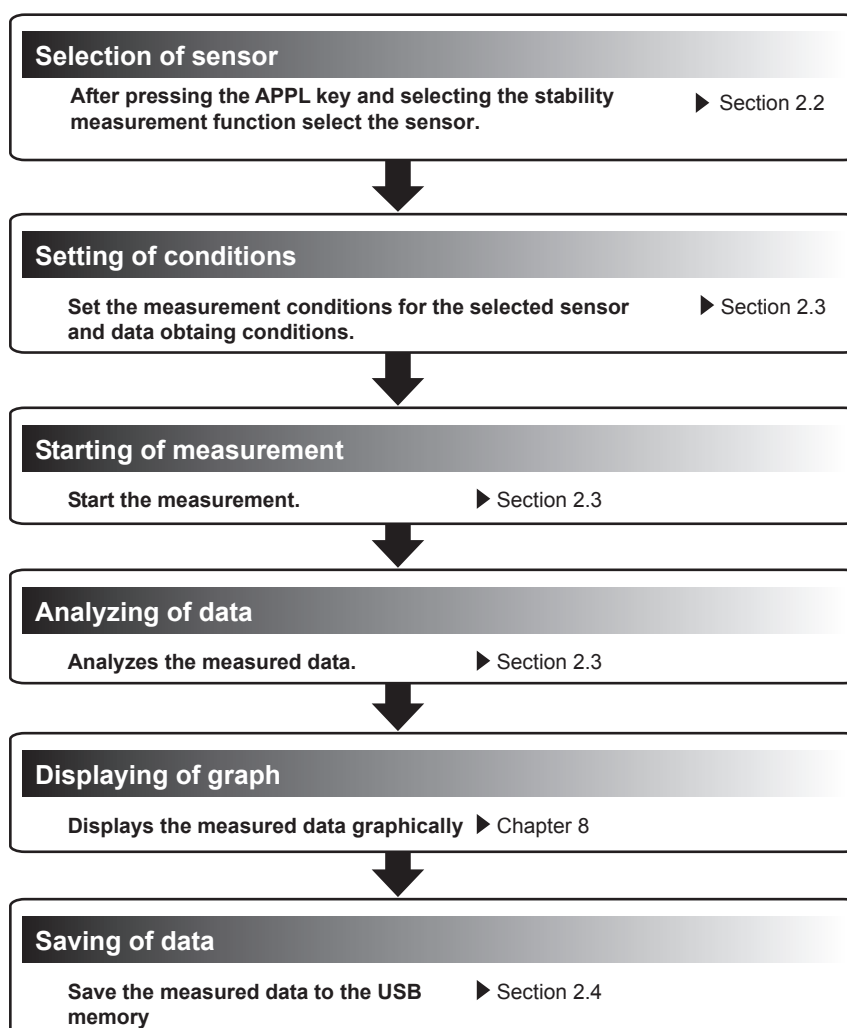 Selection of sensor
After pressing the APPL key and selecting the stability
measurement function select the sensor.
▶ Section 2.2
Setting of conditions
Set the measurement conditions for the selected sensor
and data obtaing conditions.
▶ Section 2.3
Starting of measurement
Start the measurement.
▶ Section 2.3
Analyzing of data
Analyzes the measured data.
▶ Section 2.3
Displaying of graph
Displays the measured data graphically
▶ Chapter 8
Saving of data
Save the measured data to the USB
memory
▶ Section 2.4